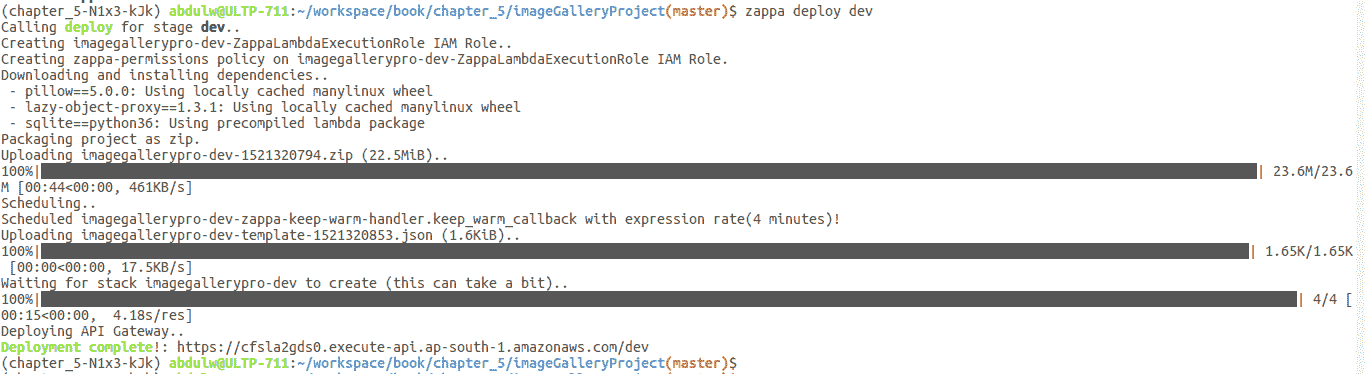 (chapter_5-N1x3-kJk) abdulw@ULTP-711:~/workspace/book/chapter_5/imageGalleryProject(master)$ zappa deploy dev
Calling deploy for stage dev..
Creating imagegallerypro-dev-ZappaLambdaExecutionRole IAM Role..
Creating zappa-permissions policy on imagegallerypro-dev-ZappaLambdaExecutionRole IAM Role.
Downloading and installing dependencies..
 - pillow==5.0.0: Using locally cached manylinux wheel
 - lazy-object-proxy==1.3.1: Using locally cached manylinux wheel
 - sqlite==python36: Using precompiled lambda package
Packaging project as zip.
Uploading imagegallerypro-dev-1521320794.zip (22.5MiB)..
100%| | 23.6M/23.6
M [00:44<00:00, 461KB/s]
Scheduling..
Scheduled imagegallerypro-dev-zappa-keep-warm-handler.keep_warm_callback with expression rate(4 minutes)!
Uploading imagegallerypro-dev-template-1521320853.json (1.6KiB)..
100%| | 1.65K/1.65K
 [00:00<00:00, 17.5KB/s]
Waiting for stack imagegallerypro-dev to create (this can take a bit)..
100%| | 4/4 [
00:15<00:00,  4.18s/res]
Deploying API Gateway..
Deployment complete!: https://cfsla2gds0.execute-api.ap-south-1.amazonaws.com/dev
(chapter_5-N1x3-kJk) abdulw@ULTP-711:~/workspace/book/chapter_5/imageGalleryProject(master)$